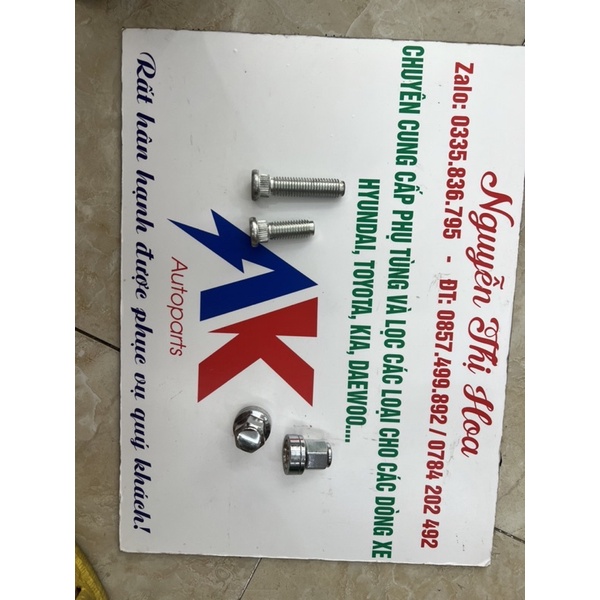 Nguyễn Thị Hoa
Zalo: 0335.836.795 - ĐT: 0857.499.892 / 0784 202 492
CHUYÊN CUNG CẤP PHỤ TÙNG VÀ LỌC CÁC LOẠI CHO CÁC DÒNG XE
HYUNDAI, TOYOTA, KIA, DAEWOO....
AK
Autoparts
Rất hân hạnh được phục vụ quý khách!